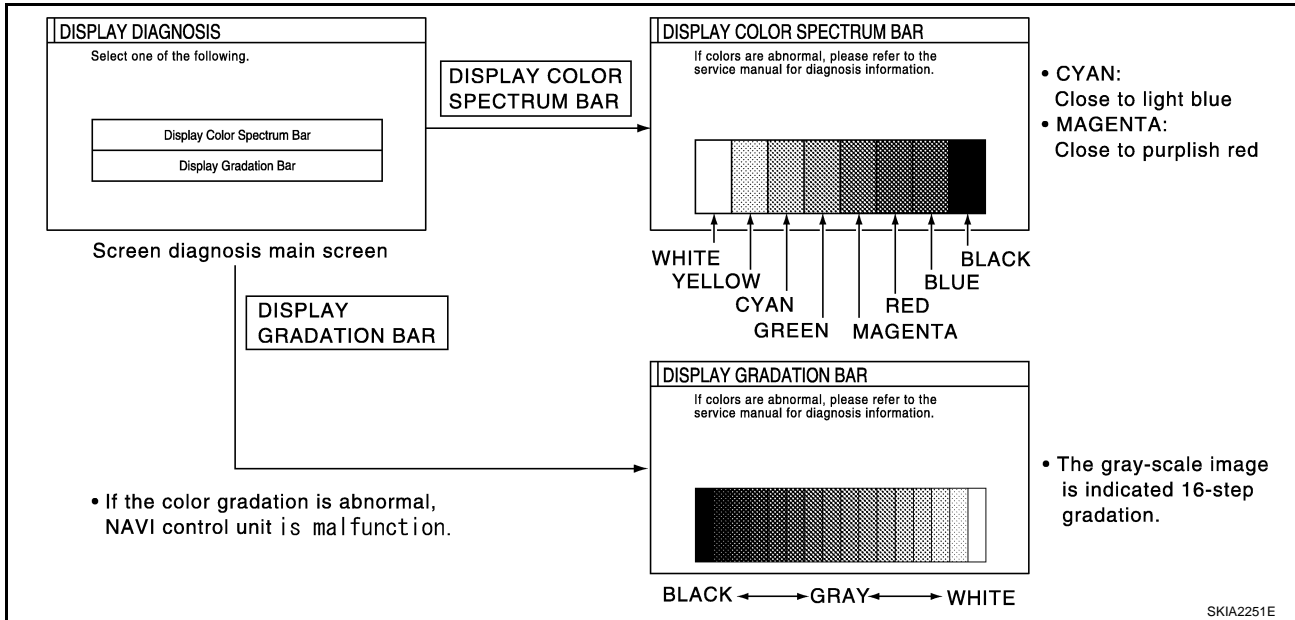 DISPLAY DIAGNOSIS
Select one of the following.
Display Color Spectrum Bar
Display Gradation Bar
Screen diagnosis main screen
DISPLAY COLOR
SPECTRUM BAR
DISPLAY COLOR SPECTRUM BAR
If colors are abnormal, please refer to the
service manual for diagnosis information.
WHITE
YELLOW
CYAN
GREEN
MAGENTA
RED
BLUE
BLACK
• CYAN:
Close to light blue
• MAGENTA:
Close to purplish red
DISPLAY
GRADATION BAR
• If the color gradation is abnormal,
NAVI control unit is malfunction.
DISPLAY GRADATION BAR
If colors are abnormal, please refer to the
service manual for diagnosis information.
BLACK GRAY WHITE
• The gray-scale image
is indicated 16-step
gradation.
SKIA2251E